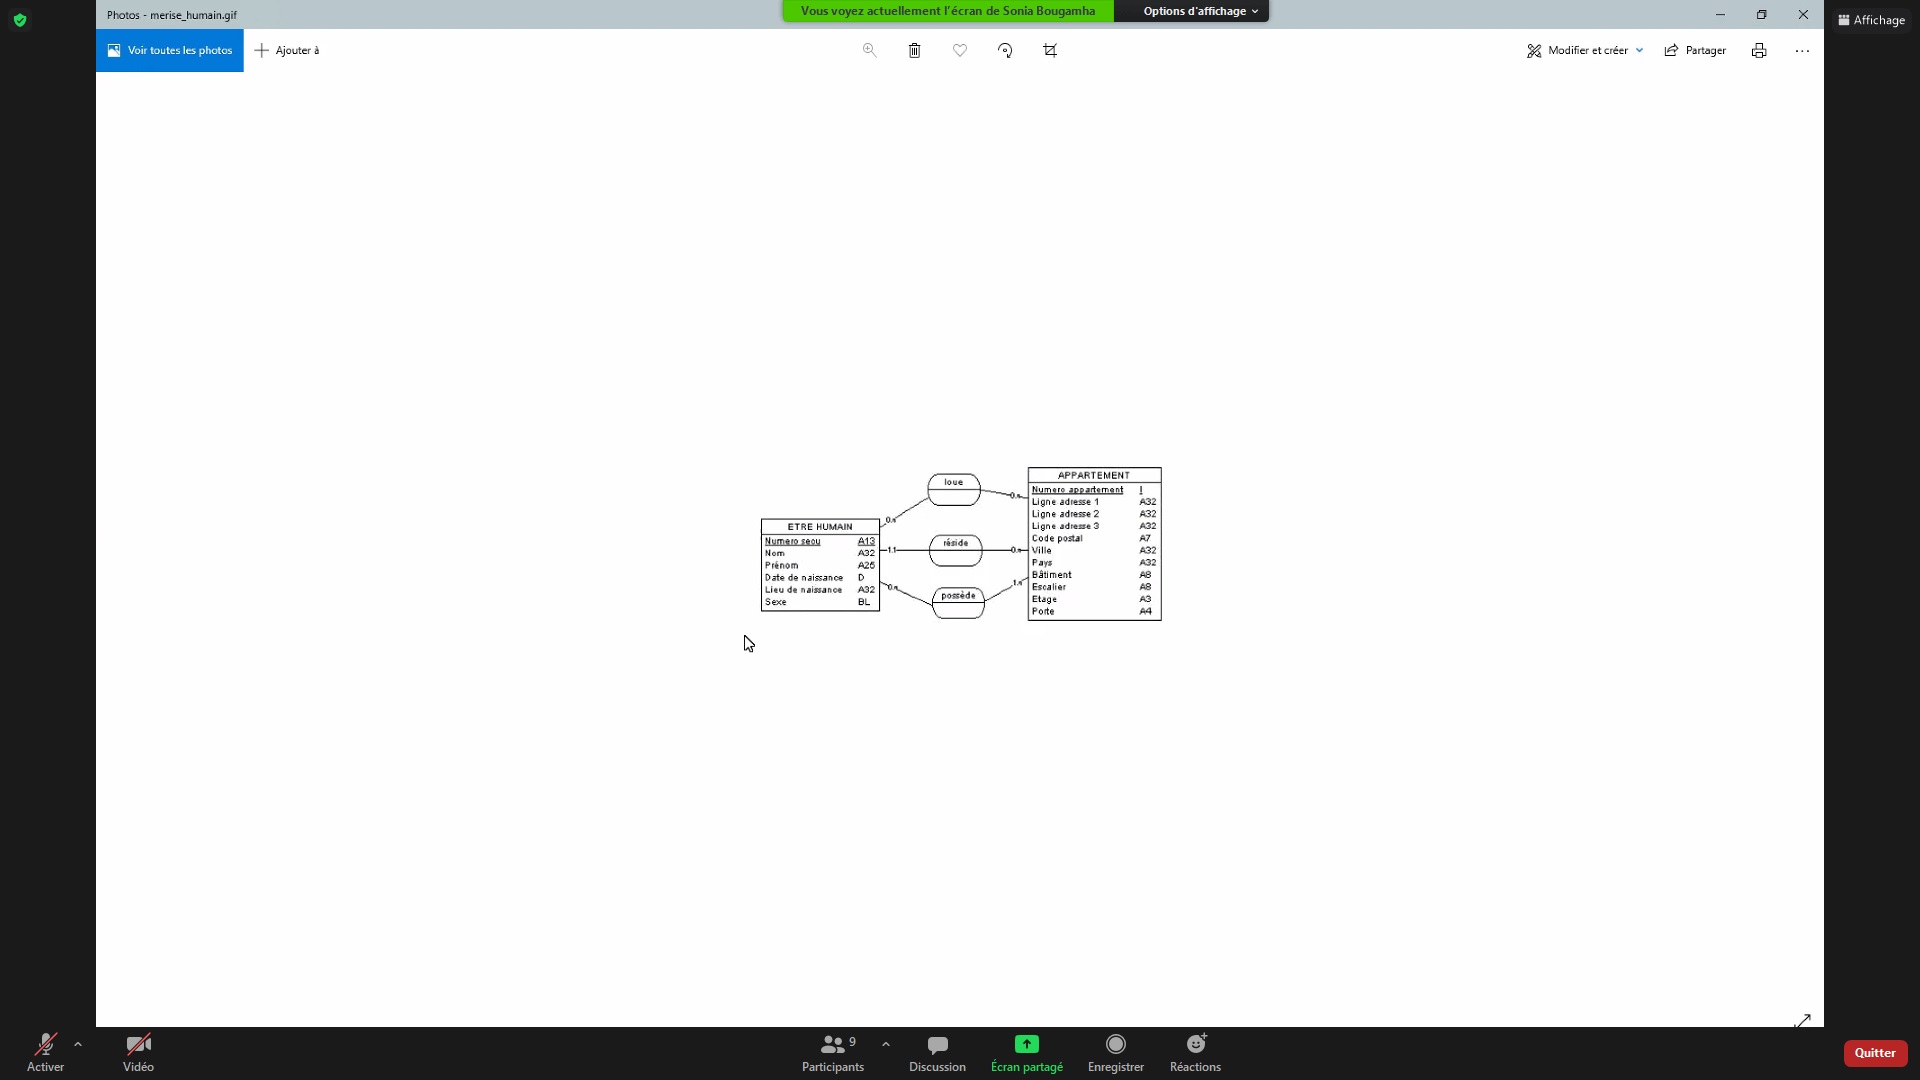 Photos - merise_humain.gif
Vous voyez actuellement l'écran de Sonia Bougamha
Options d'affichage
Affichage
Voir toutes les photos
Ajouter à
Modifier et créer
Partager
loue
0.n
0.n
réside
1.1
0.n
possède
0.n
1.n
ETRE HUMAIN
Numero secu A13
Nom A32
Prénom A25
Date de naissance D
Lieu de naissance A32
Sexe BL
APPARTEMENT
Numero appartement I
Ligne adresse 1 A32
Ligne adresse 2 A32
Ligne adresse 3 A32
Code postal A7
Ville A32
Pays A32
Bâtiment A8
Escalier A8
Etage A3
Porte A4
Activer
Vidéo
9
Participants
Discussion
Écran partagé
Enregistrer
Réactions
Quitter